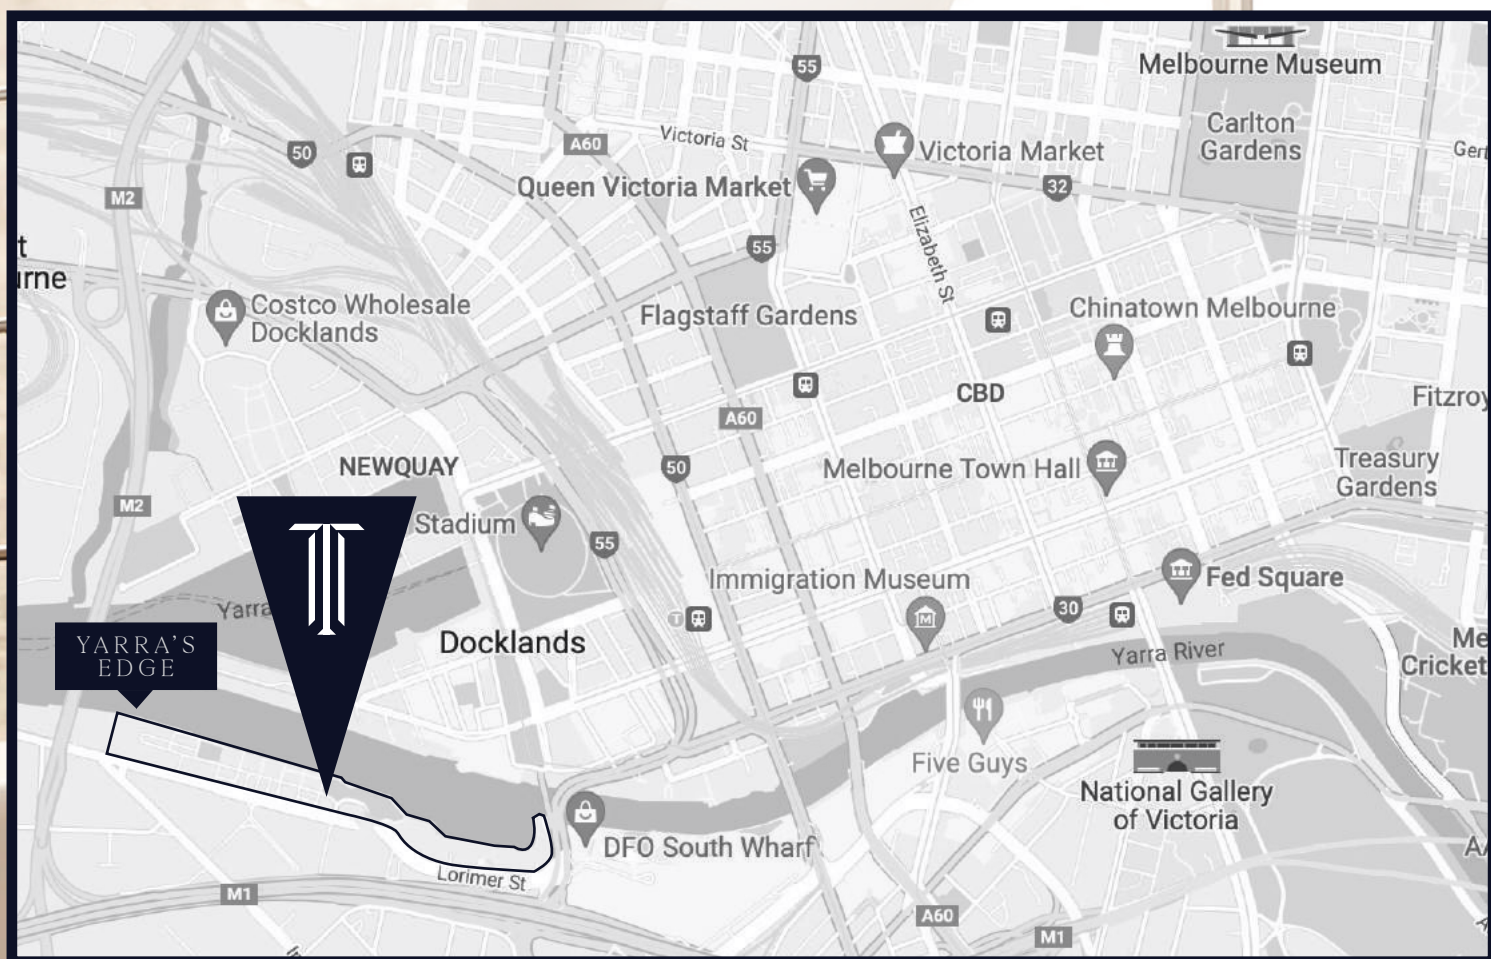 Melbourne Museum
55
Carlton
Gardens
Victoria St
A60
50
Victoria Market
Queen Victoria Market
32
M2
Elizabeth St
55
Costco Wholesale
Docklands
Flagstaff Gardens
Chinatown Melbourne
CBD
A60
NEWQUAY
50
Melbourne Town Hall
Treasury
Gardens
M2
Stadium
55
Immigration Museum
Fed Square
30
YARRA'S
EDGE
Docklands
Yarra River
Five Guys
National Gallery
of Victoria
DFO South Wharf
Lorimer St
M1
A60
M1
Yarra
Fitzroy
Cricket